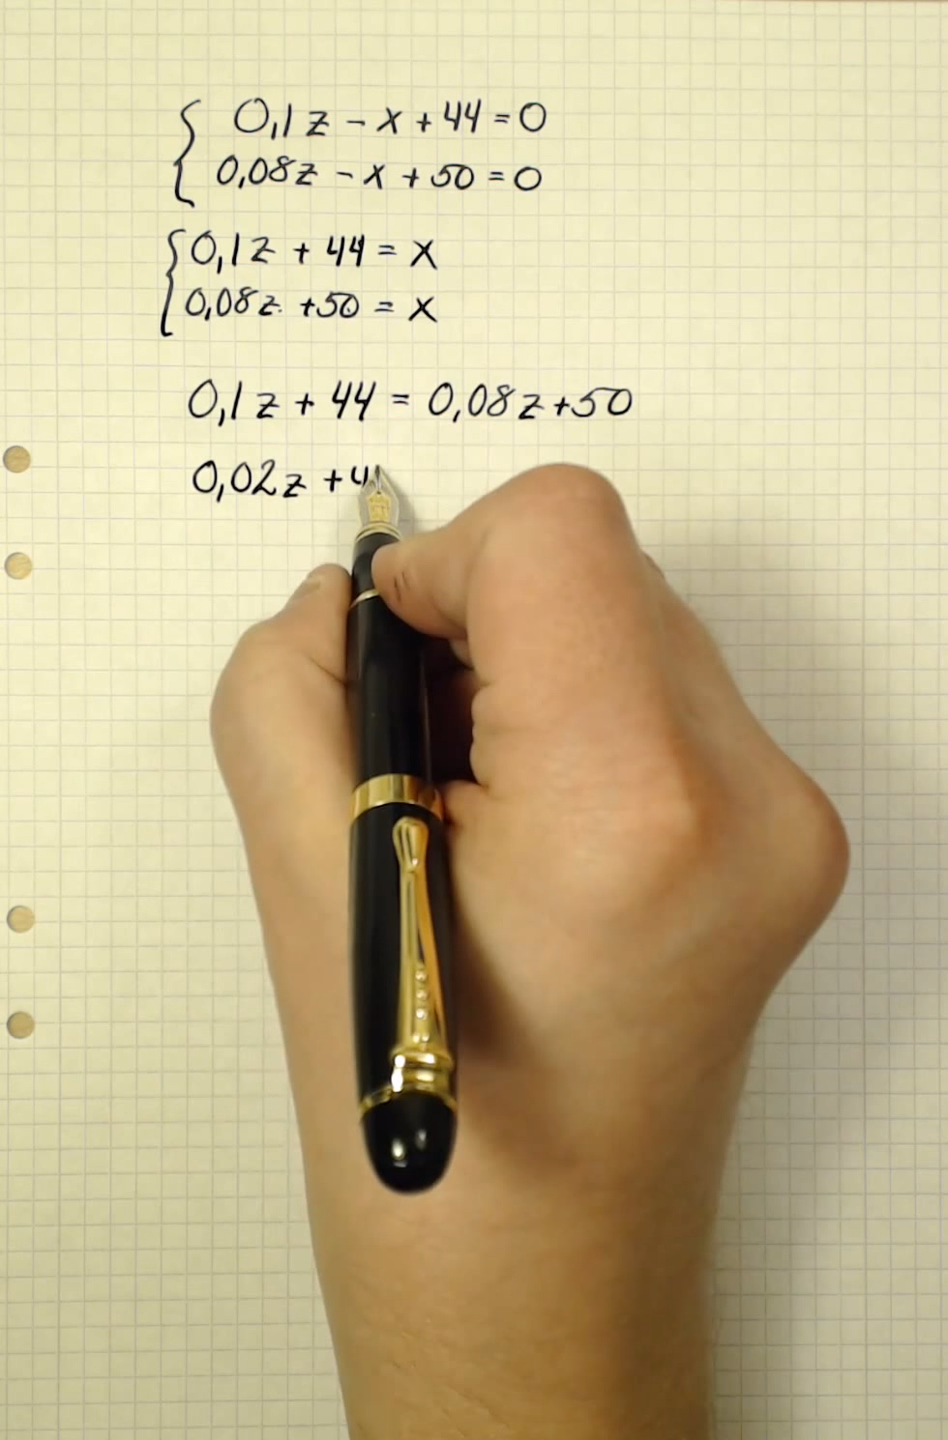 0,1z - x + 44 = 0
0,08z - x + 50 = 0
0,1z + 44 = x
0,08z + 50 = x
0,1z + 44 = 0,08z + 50
0,02z + 4